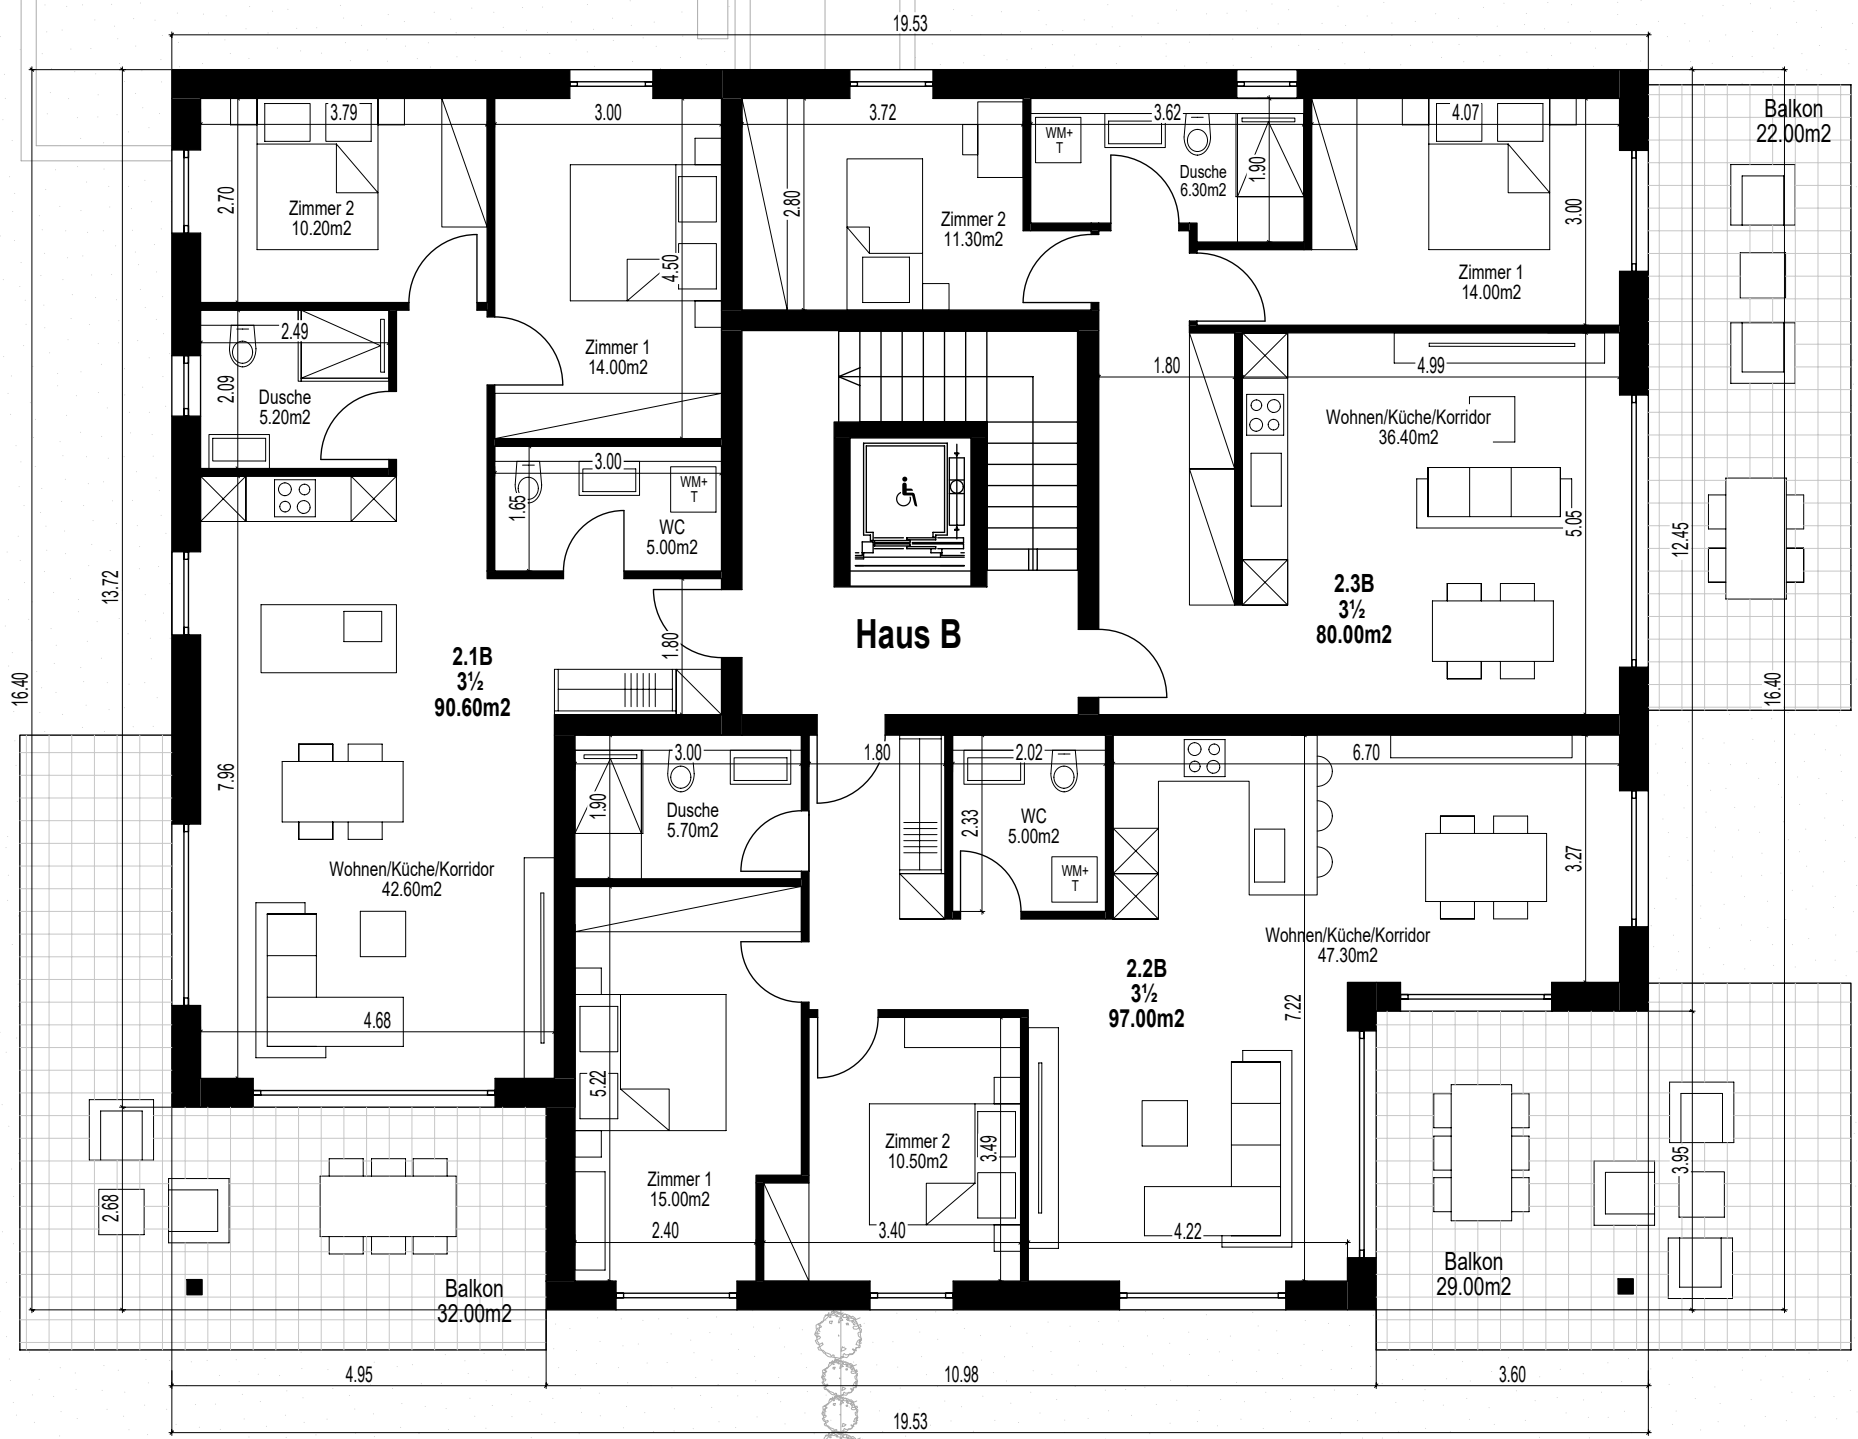 19.53
3.79
3.00
3.72
3.62
4.07
Balkon
22.00m2
WM+
T
Dusche
6.30m2
1.90
2.70
Zimmer 2
10.20m2
2.80
Zimmer 2
11.30m2
3.00
4.50
Zimmer 1
14.00m2
2.49
2.09
Dusche
5.20m2
Zimmer 1
14.00m2
1.80
4.99
Wohnen/Küche/Korridor
36.40m2
3.00
1.65
WM+
T
WC
5.00m2
5.05
12.45
13.72
2.3B
3½
80.00m2
Haus B
1.80
2.1B
3½
90.60m2
16.40
16.40
7.96
3.00
1.80
2.02
6.70
1.90
Dusche
5.70m2
2.33
WC
5.00m2
WM+
T
3.27
Wohnen/Küche/Korridor
42.60m2
Wohnen/Küche/Korridor
47.30m2
2.2B
3½
97.00m2
7.22
4.68
5.22
Zimmer 2
10.50m2
3.49
Zimmer 1
15.00m2
3.95
2.68
2.40
3.40
4.22
Balkon
32.00m2
Balkon
29.00m2
4.95
10.98
3.60
19.53